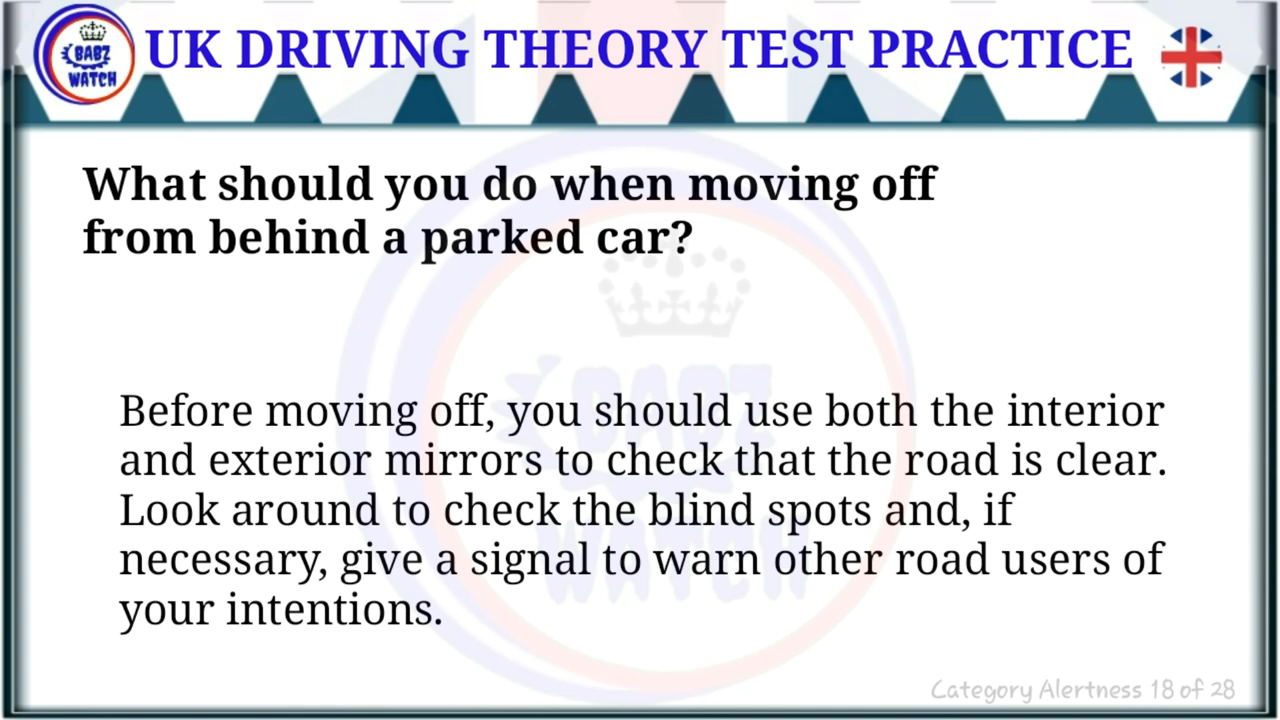 BABZ
WATCH
UK DRIVING THEORY TEST PRACTICE
What should you do when moving off
from behind a parked car?
BABZ
WATCH
Before moving off, you should use both the interior
and exterior mirrors to check that the road is clear.
Look around to check the blind spots and, if
necessary, give a signal to warn other road users of
your intentions.
Category Alertness 18 of 28